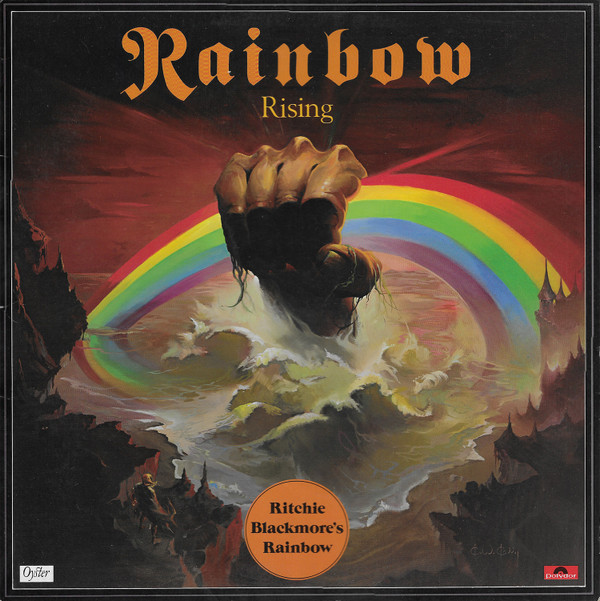 Rainbow
Rising
Ritchie
Blackmore's
Rainbow
Oyster
polydor